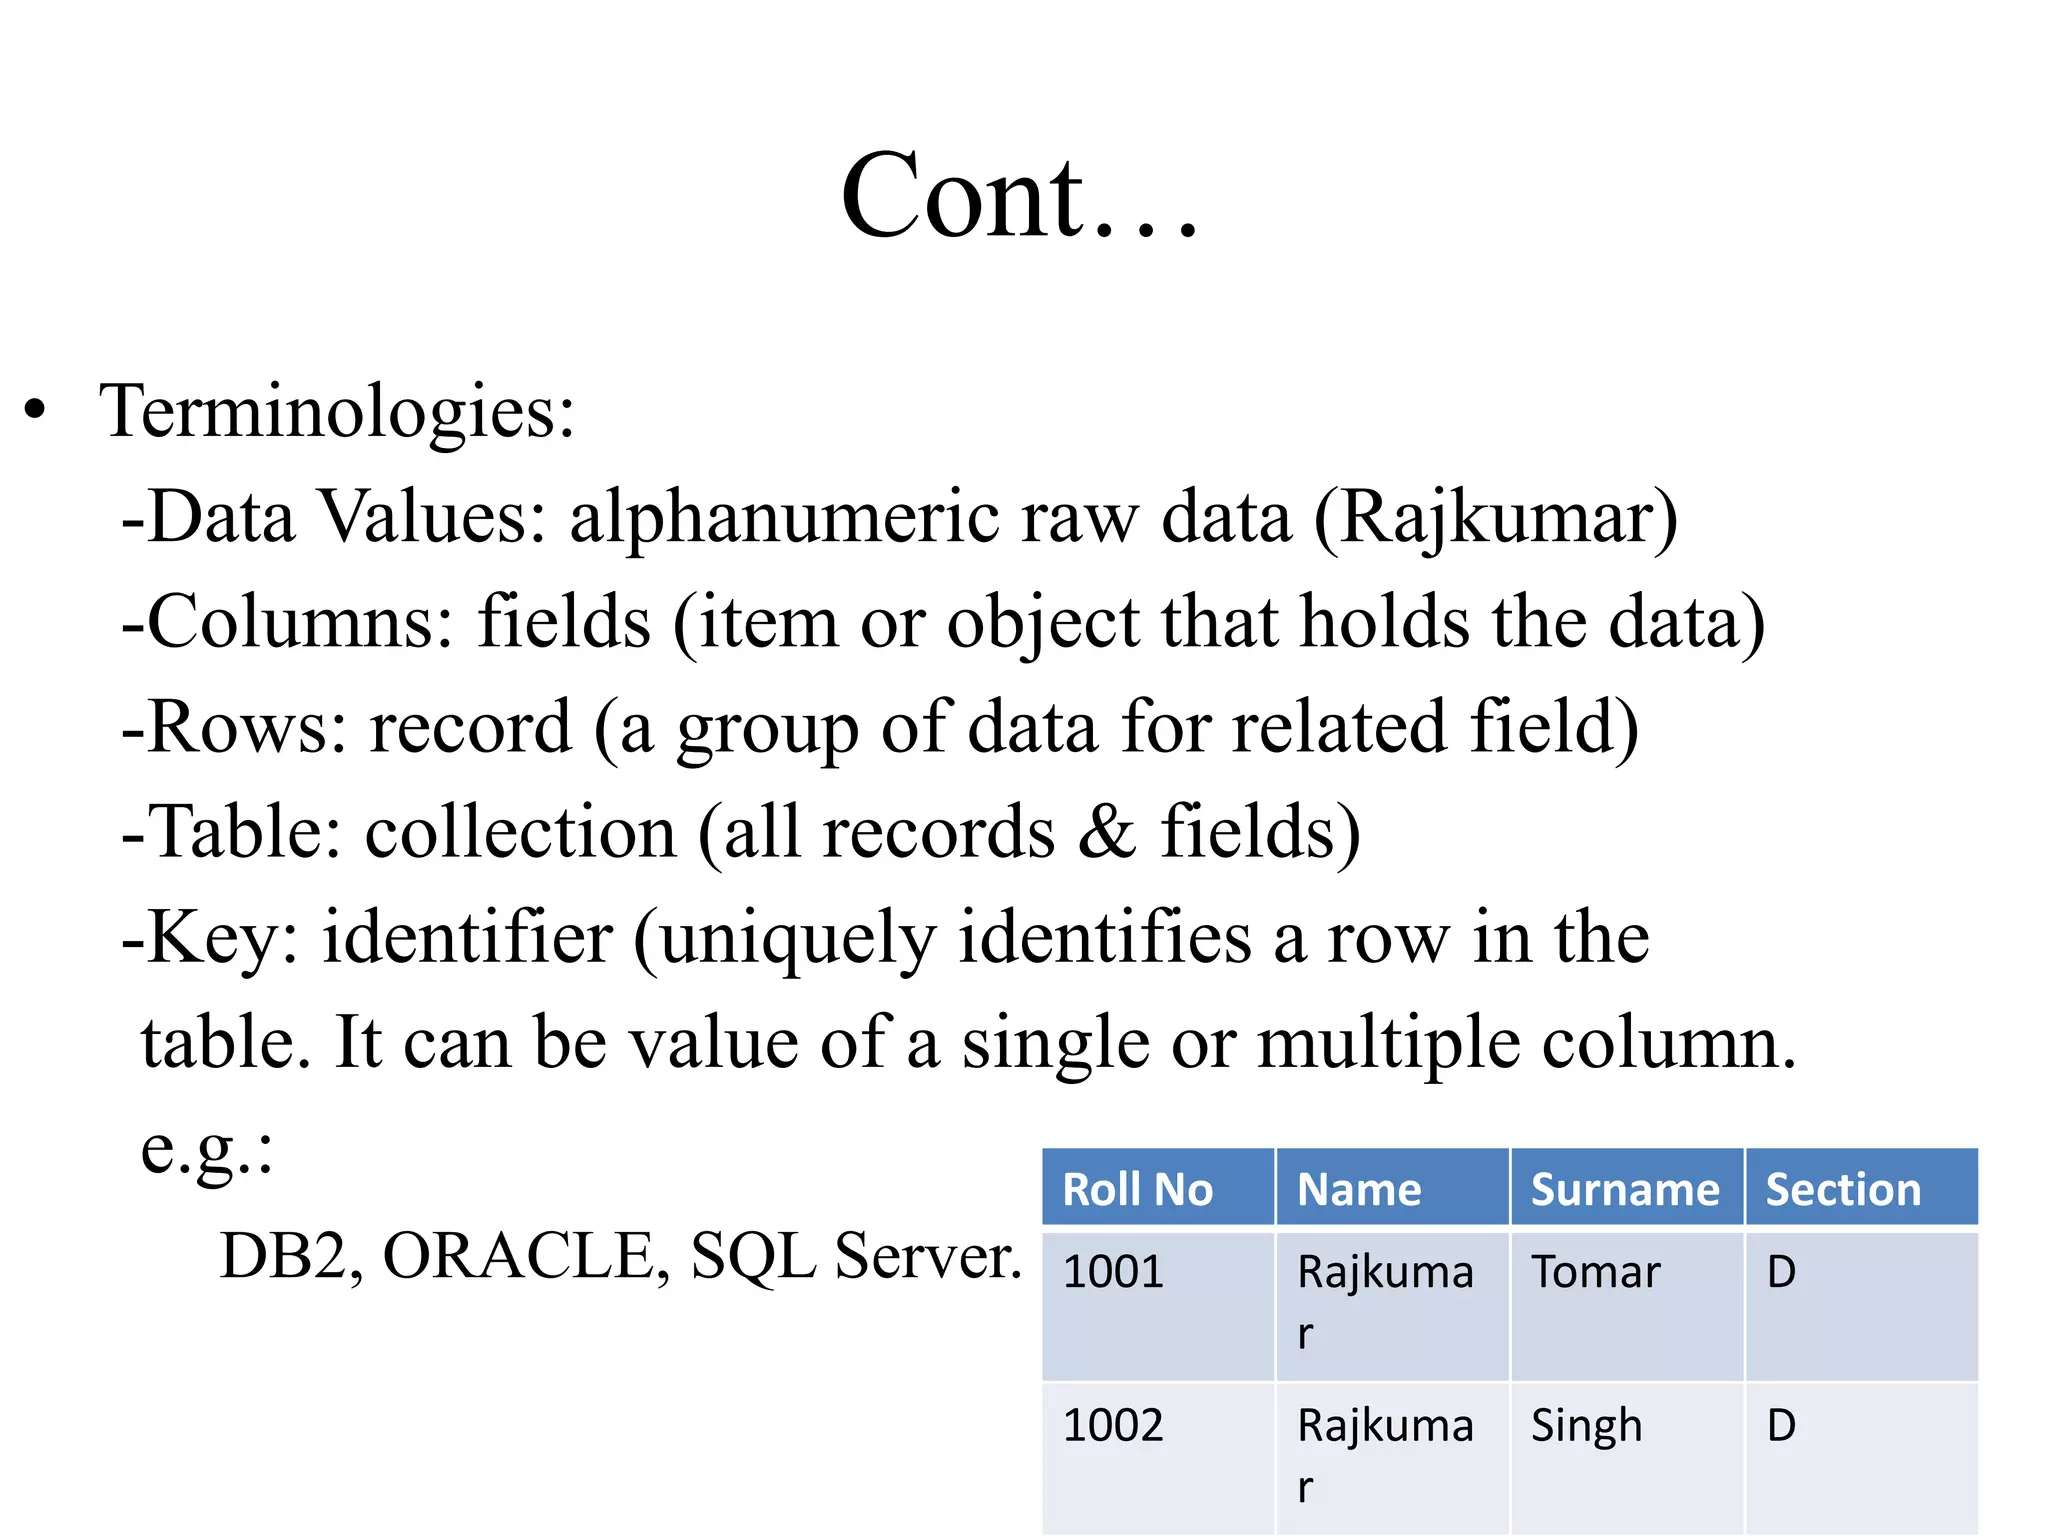 Cont…
• Terminologies:
-Data Values: alphanumeric raw data (Rajkumar)
-Columns: fields (item or object that holds the data)
-Rows: record (a group of data for related field)
-Table: collection (all records & fields)
-Key: identifier (uniquely identifies a row in the
table. It can be value of a single or multiple column.
e.g.:
DB2, ORACLE, SQL Server.
Roll No Name Surname Section
1001 Rajkuma Tomar D
r
1002 Rajkuma Singh D
r